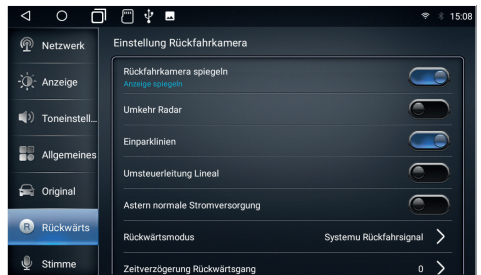 15:08
Netzwerk
Anzeige
Toneinstell...
Allgemeines
Original
R Rückwärts
Stimme
Einstellung Rückfahrkamera
Rückfahrkamera spiegeln
Anzeige spiegeln
Umkehr Radar
Einparklinien
Umsteuerleitung Lineal
Astern normale Stromversorgung
Rückwärtsmodus Systemu Rückfahrsignal
Zeitverzögerung Rückwärtsgang 0